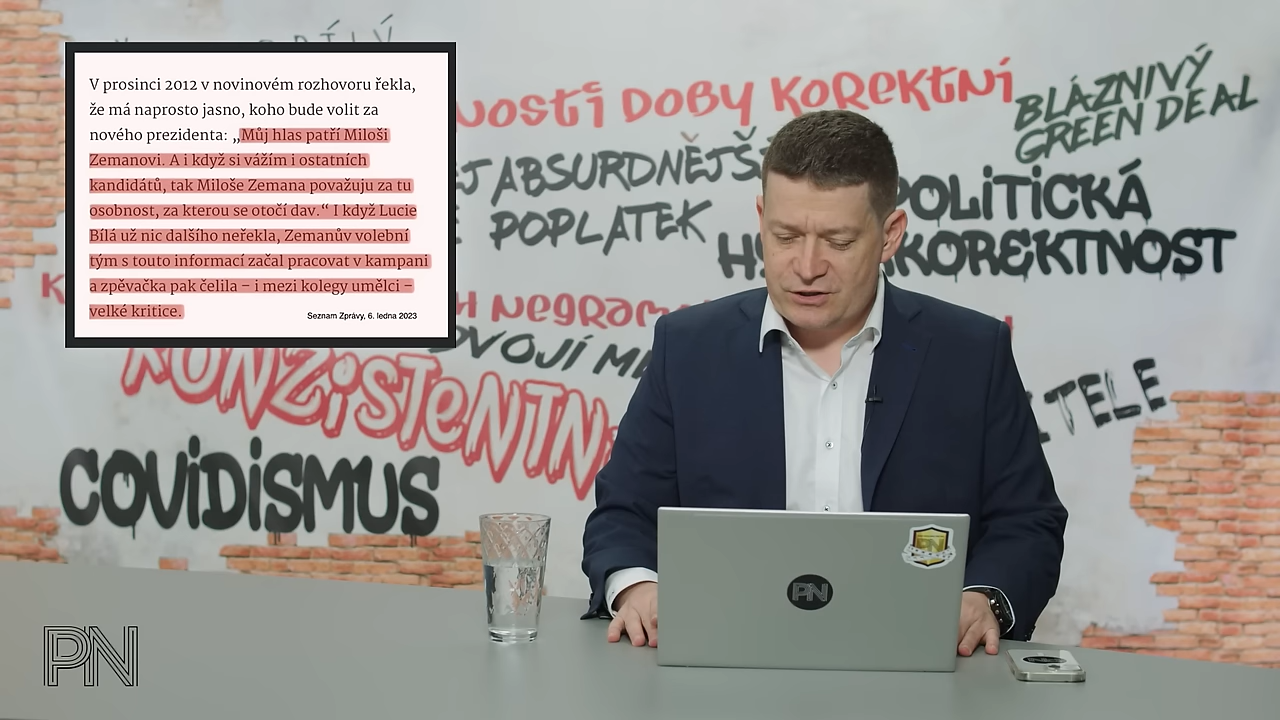 V prosinci 2012 v novinovém rozhovoru řekla,
že má naprosto jasno, koho bude volit za
nového prezidenta: „Můj hlas patří Miloši
Zemanovi. A i když si vážím i ostatních
kandidátů, tak Miloše Zemana považuju za tu
osobnost, za kterou se otočí dav.“ I když Lucie
Bílá už nic dalšího neřekla, Zemanův volební
tým s touto informací začal pracovat v kampani
a zpěvačka pak čelila – i mezi kolegy umělci –
velké kritice.
Seznam Zprávy, 6. ledna 2023
DOBY KOREKTNÍ
BLÁZNIVÝ
GREEN DEAL
POPLATEK
POLITICKÁ
KOREKTNOST
DVOJÍ
COVIDISMUS
PN
PN
PN